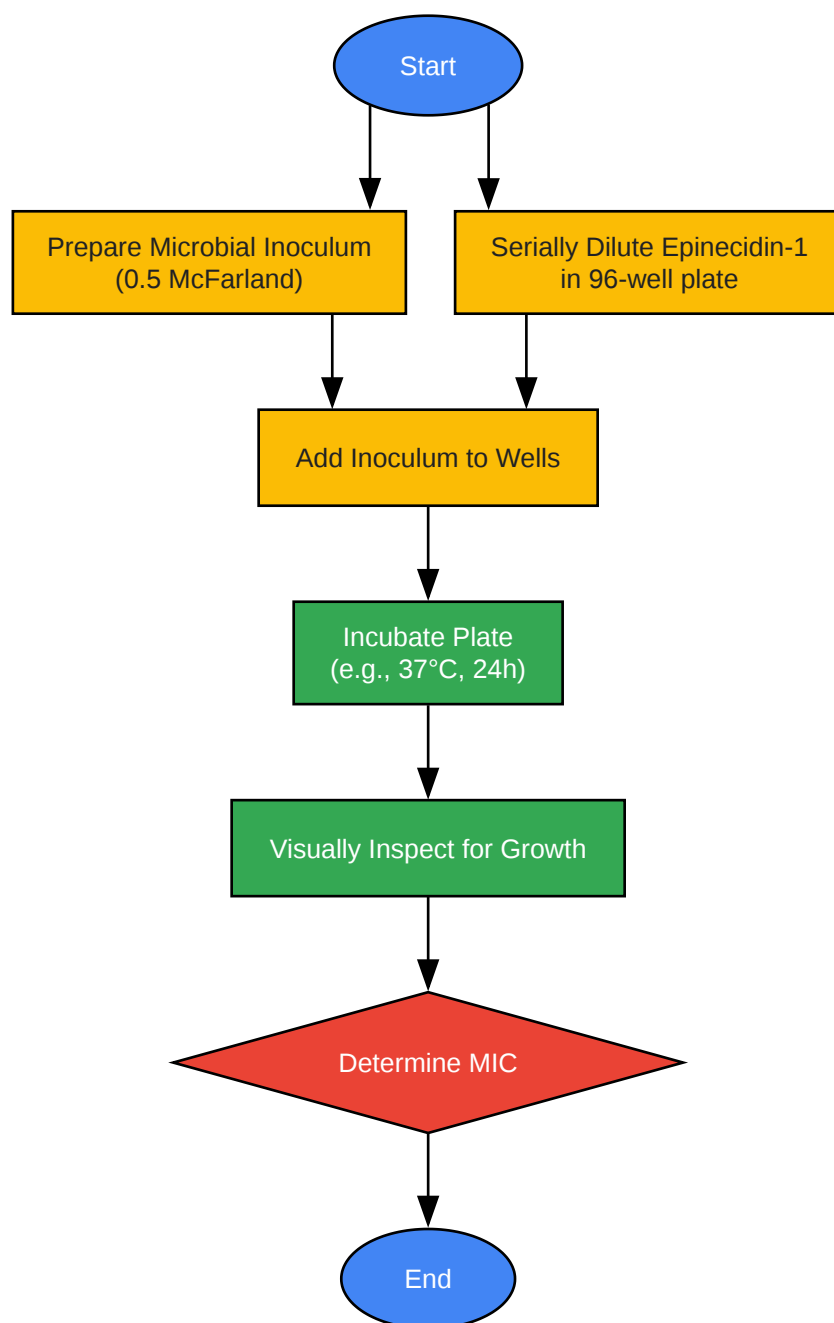 Start
Prepare Microbial Inoculum
(0.5 McFarland)
Serially Dilute Epinecidin-1
in 96-well plate
Add Inoculum to Wells
Incubate Plate
(e.g., 37°C, 24h)
Visually Inspect for Growth
Determine MIC
End